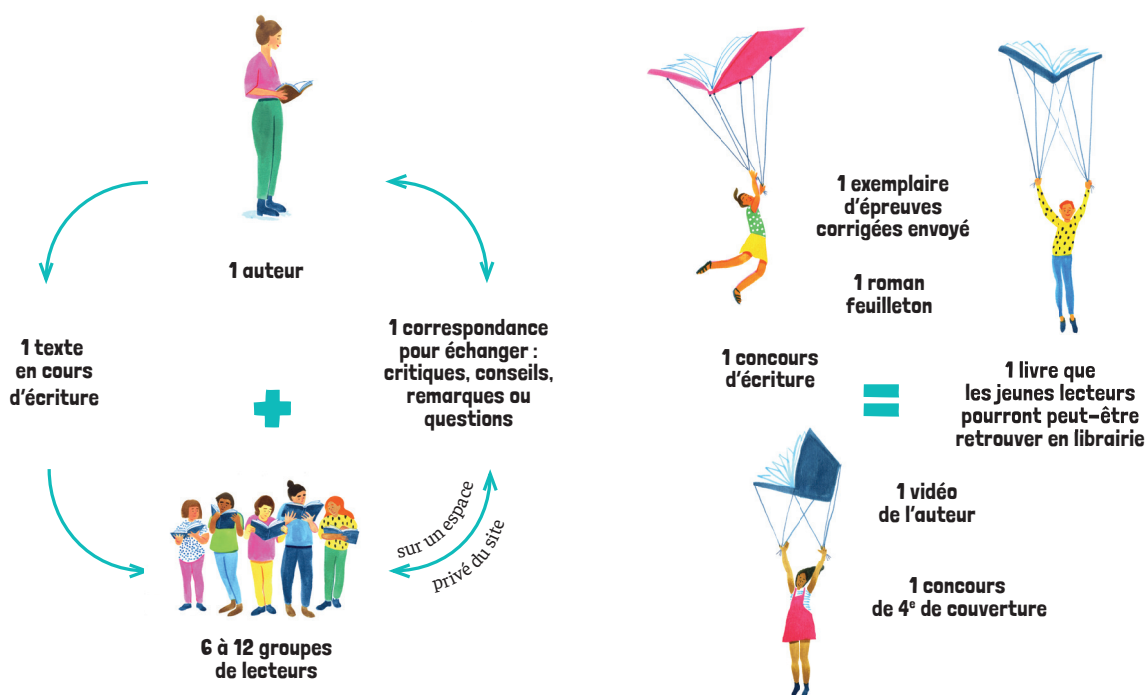 1 auteur
1 texte
en cours
d'écriture
1 correspondance
pour échanger :
critiques, conseils,
remarques ou
questions
sur un espace
privé du site
6 à 12 groupes
de lecteurs
1 exemplaire
d'épreuves
corrigées envoyé
1 roman
feuilleton
1 concours
d'écriture
1 livre que
les jeunes lecteurs
pourront peut-être
retrouver en librairie
1 vidéo
de l'auteur
1 concours
de 4e de couverture